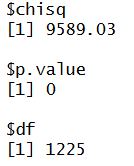 $chisq
[1] 9589.03
$p.value
[1] 0
$df
[1] 1225